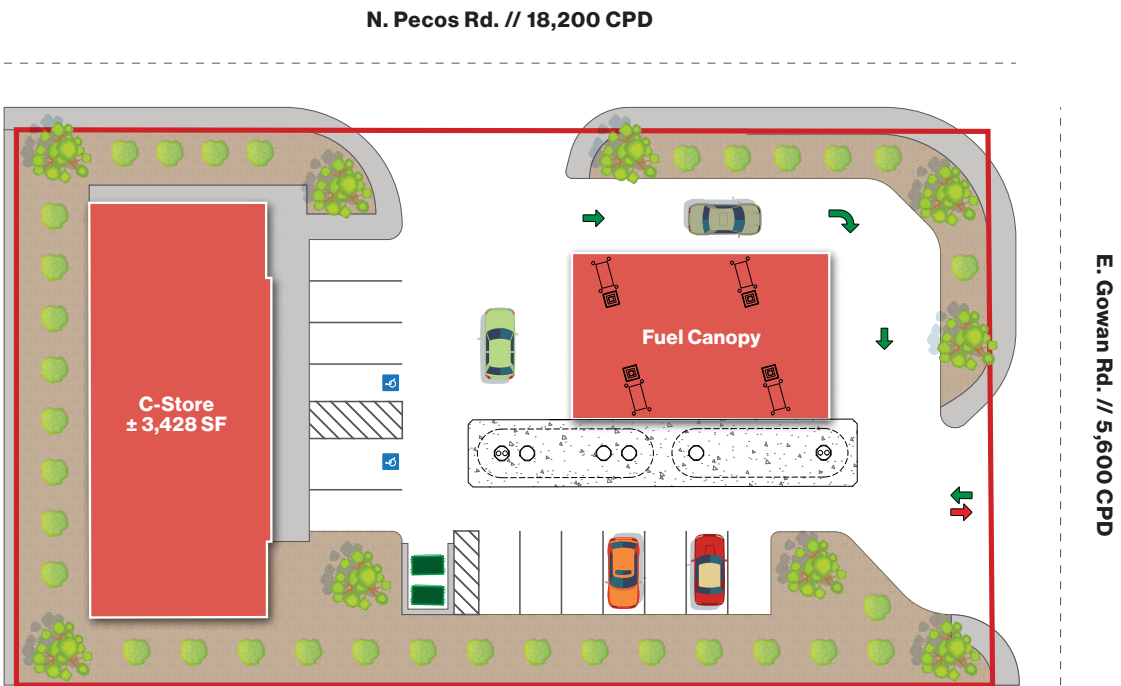 N. Pecos Rd. // 18,200 CPD
E. Gowan Rd. // 5,600 CPD
Fuel Canopy
C-Store
± 3,428 SF